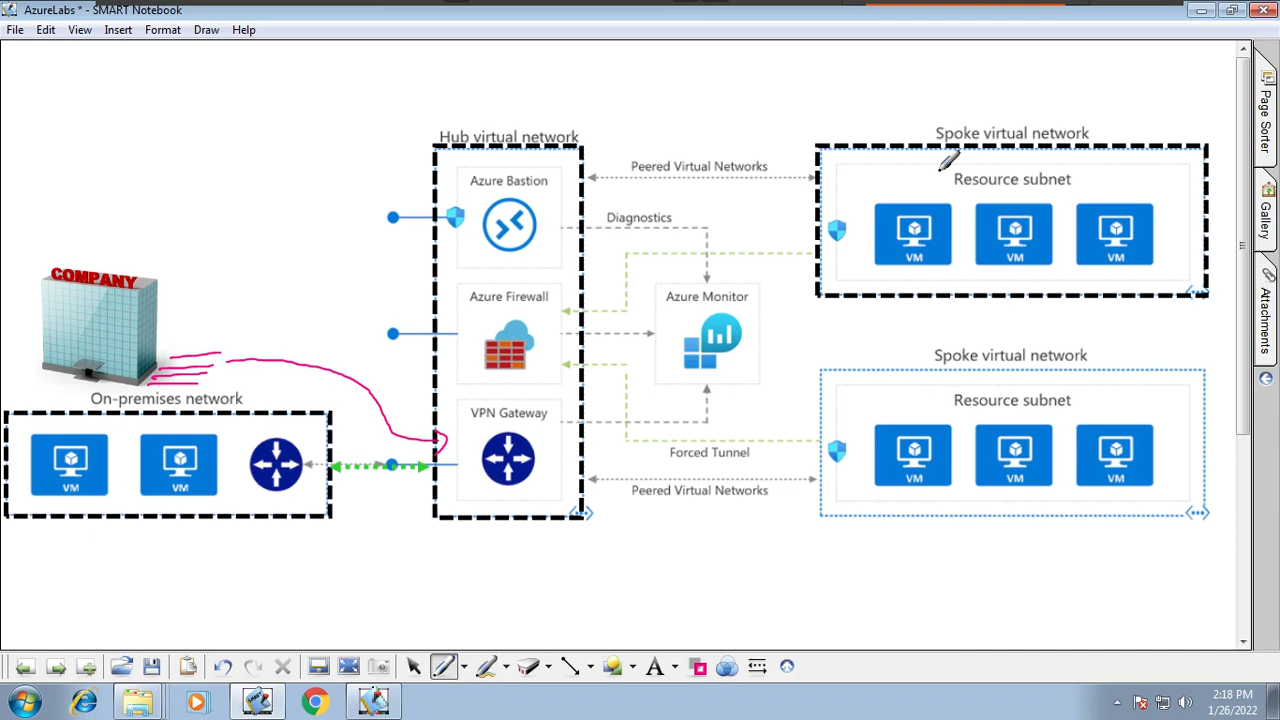 AzureLabs * - SMART Notebook
File Edit View Insert Format Draw Help
Hub virtual network
Spoke virtual network
Azure Bastion
Peered Virtual Networks
Resource subnet
Diagnostics
VM VM VM
COMPANY
Azure Firewall
Azure Monitor
Spoke virtual network
On-premises network
Resource subnet
VPN Gateway
VM VM
Forced Tunnel
VM VM VM
Peered Virtual Networks
Page Sorter
Gallery
Attachments
A
2:18 PM
1/26/2022